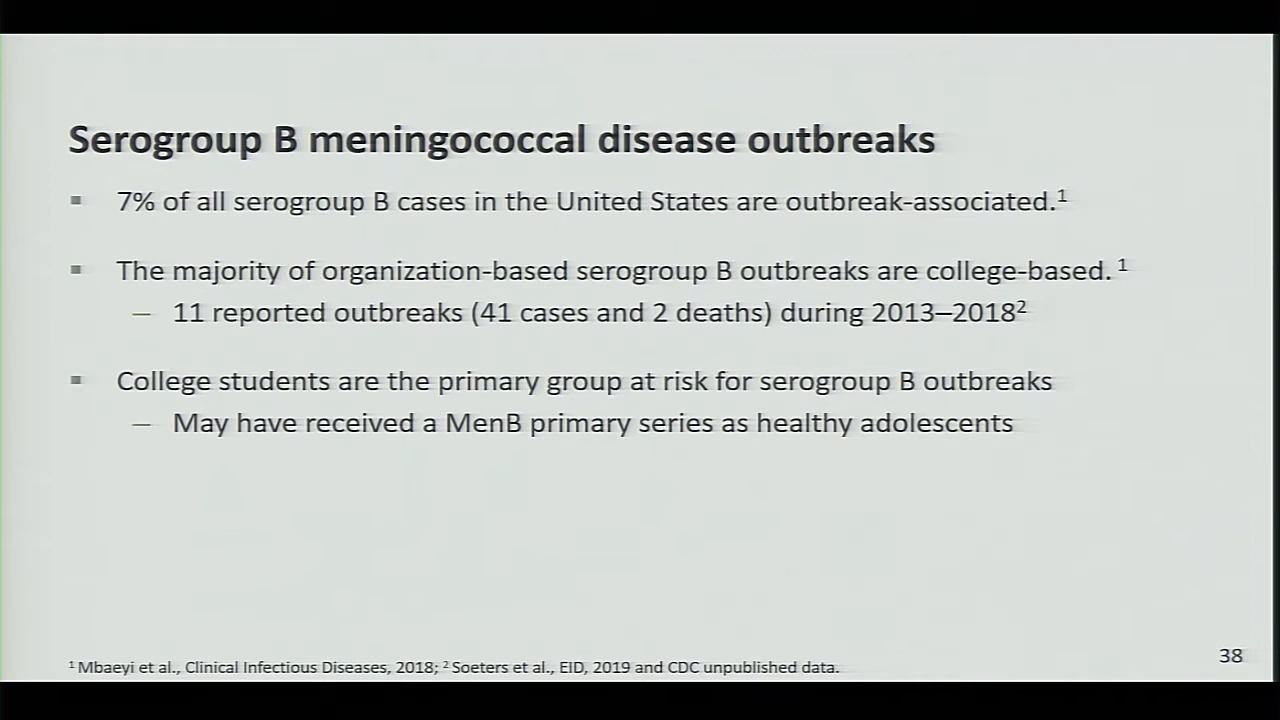 Serogroup B meningococcal disease outbreaks
▪ 7% of all serogroup B cases in the United States are outbreak-associated.¹
▪ The majority of organization-based serogroup B outbreaks are college-based. ¹
– 11 reported outbreaks (41 cases and 2 deaths) during 2013–2018²
▪ College students are the primary group at risk for serogroup B outbreaks
– May have received a MenB primary series as healthy adolescents
¹ Mbaeyi et al., Clinical Infectious Diseases, 2018; ² Soeters et al., EID, 2019 and CDC unpublished data.
38